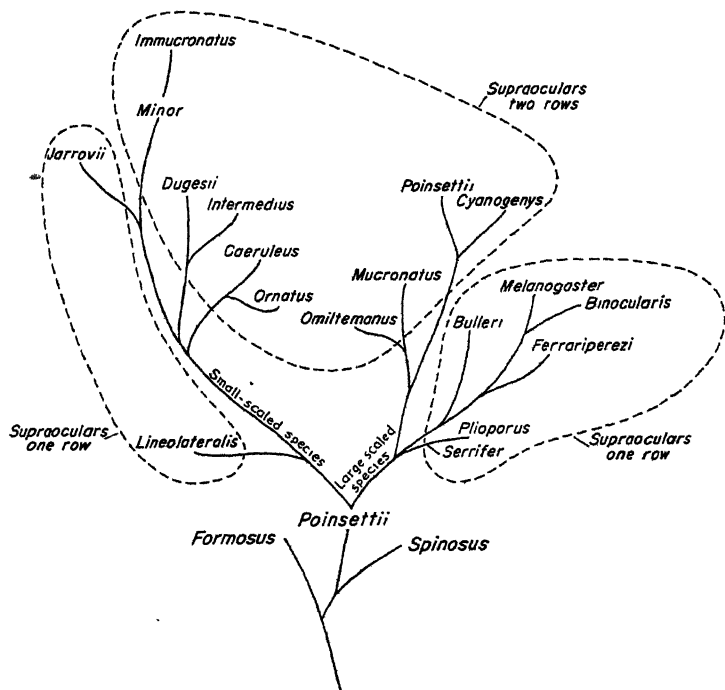 Immucronatus
Supraoculars
two rows
Minor
Jarrovii
Dugesii
Intermedius
Poinsettii
Cyanogenys
Caeruleus
Ornatus
Mucronatus
Omiltemanus
Melanogaster
Binocularis
Bulleri
Ferrariperezi
Small-scaled species
Large scaled
species
Plioporus
Serrifer
Supraoculars
one row
Lineolateralis
Supraoculars
one row
Poinsettii
Formosus
Spinosus